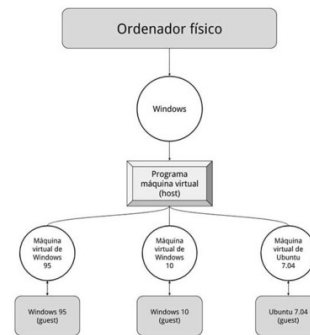 Ordenador físico
Windows
Programa
máquina virtual
(host)
Máquina
virtual de
Windows
95
Máquina
virtual de
Windows
10
Máquina
virtual de
Ubuntu
7.04
Windows 95
(guest)
Windows 10
(guest)
Ubuntu 7.04
(guest)